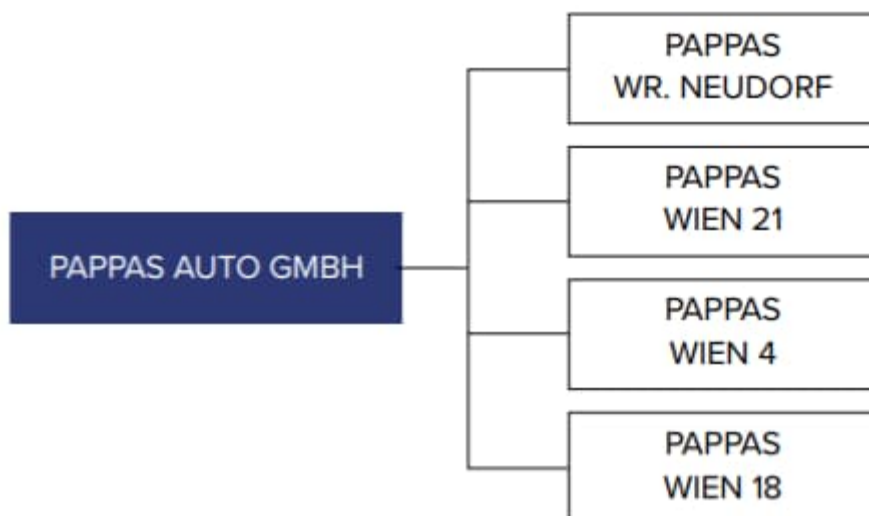 PAPPAS
WR. NEUDORF
PAPPAS
WIEN 21
PAPPAS AUTO GMBH
PAPPAS
WIEN 4
PAPPAS
WIEN 18